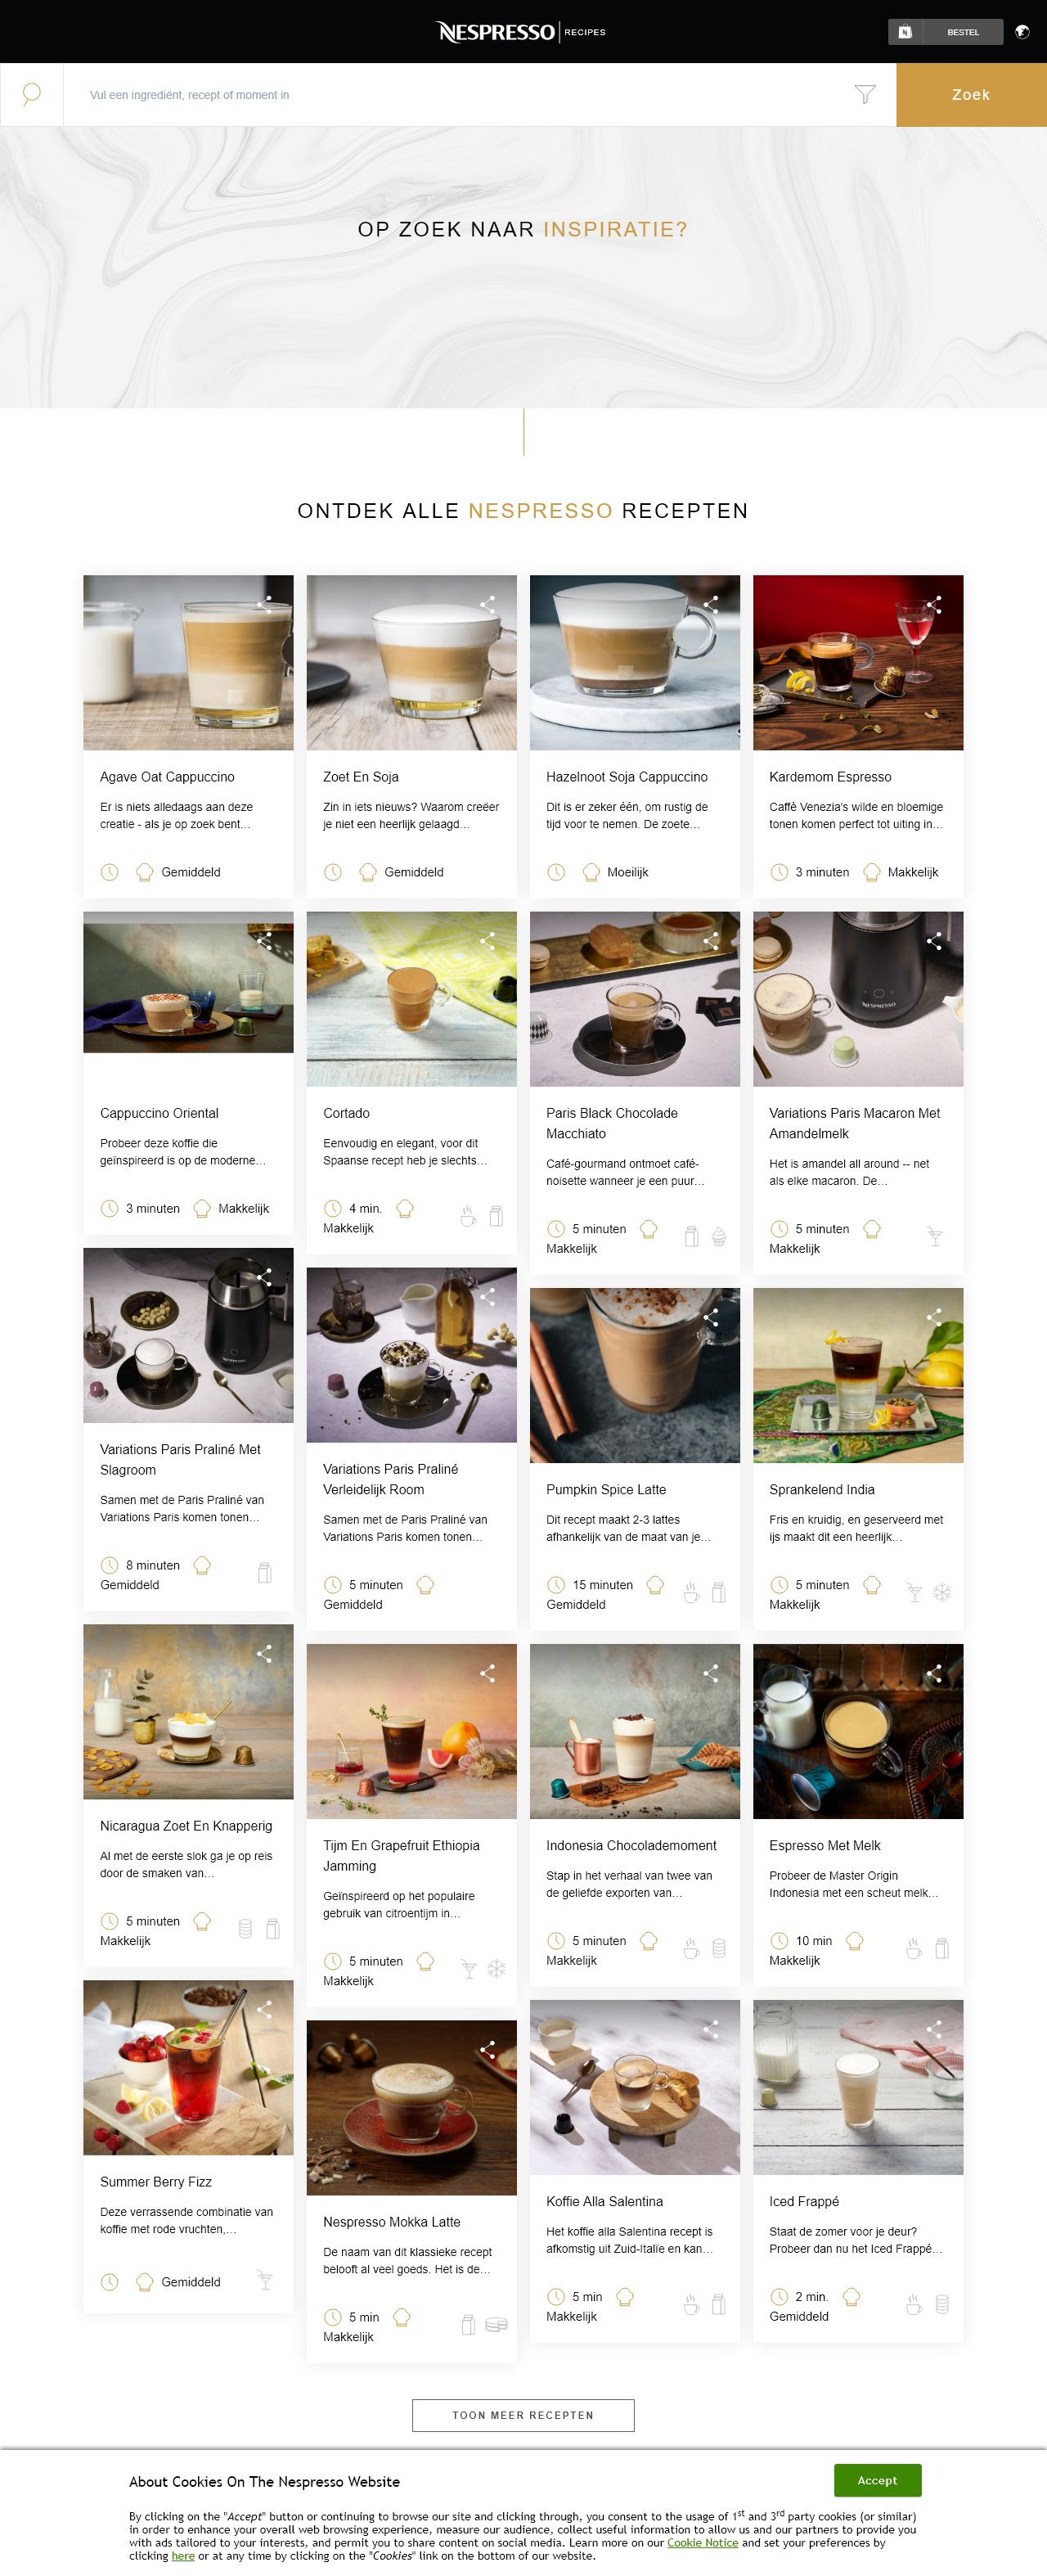 NESPRESSO RECIPES
BESTEL
Vul een ingrediënt, recept of moment in
Zoek
OP ZOEK NAAR INSPIRATIE?
ONTDEK ALLE NESPRESSO RECEPTEN
Agave Oat Cappuccino
Er is niets alledaags aan deze
creatie - als je op zoek bent...
Gemiddeld
Zoet En Soja
Zin in iets nieuws? Waarom creëer
je niet een heerlijk gelaagd...
Gemiddeld
Hazelnoot Soja Cappuccino
Dit is er zeker één, om rustig de
tijd voor te nemen. De zoete...
Moeilijk
Kardemom Espresso
Caffè Venezia's wilde en bloemige
tonen komen perfect tot uiting in...
3 minuten Makkelijk
Cappuccino Oriental
Probeer deze koffie die
geïnspireerd is op de moderne...
3 minuten Makkelijk
Cortado
Eenvoudig en elegant, voor dit
Spaanse recept heb je slechts...
4 min.
Makkelijk
Paris Black Chocolade
Macchiato
Café-gourmand ontmoet café-
noisette wanneer je een puur...
5 minuten
Makkelijk
NESPRESSO
Variations Paris Macaron Met
Amandelmelk
Het is amandel all around -- net
als elke macaron. De...
5 minuten
Makkelijk
NESPRESSO
Variations Paris Praliné Met
Slagroom
Samen met de Paris Praliné van
Variations Paris komen tonen...
8 minuten
Gemiddeld
Variations Paris Praliné
Verleidelijk Room
Samen met de Paris Praliné van
Variations Paris komen tonen...
5 minuten
Gemiddeld
Pumpkin Spice Latte
Dit recept maakt 2-3 lattes
afhankelijk van de maat van je...
15 minuten
Gemiddeld
Sprankelend India
Fris en kruidig, en geserveerd met
ijs maakt dit een heerlijk...
5 minuten
Makkelijk
Nicaragua Zoet En Knapperig
Al met de eerste slok ga je op reis
door de smaken van...
5 minuten
Makkelijk
Tijm En Grapefruit Ethiopia
Jamming
Geïnspireerd op het populaire
gebruik van citroentijm in...
5 minuten
Makkelijk
Indonesia Chocolademoment
Stap in het verhaal van twee van
de geliefde exporten van...
5 minuten
Makkelijk
Espresso Met Melk
Probeer de Master Origin
Indonesia met een scheut melk...
10 min
Makkelijk
Summer Berry Fizz
Deze verrassende combinatie van
koffie met rode vruchten,...
Gemiddeld
Nespresso Mokka Latte
De naam van dit klassieke recept
belooft al veel goeds. Het is de...
5 min
Makkelijk
Koffie Alla Salentina
Het koffie alla Salentina recept is
afkomstig uit Zuid-Italïe en kan...
5 min
Makkelijk
Iced Frappé
Staat de zomer voor je deur?
Probeer dan nu het Iced Frappé...
2 min.
Gemiddeld
TOON MEER RECEPTEN
About Cookies On The Nespresso Website
Accept
By clicking on the "Accept" button or continuing to browse our site and clicking through, you consent to the usage of 1st and 3rd party cookies (or similar)
in order to enhance your overall web browsing experience, measure our audience, collect useful information to allow us and our partners to provide you
with ads tailored to your interests, and permit you to share content on social media. Learn more on our Cookie Notice and set your preferences by
clicking here or at any time by clicking on the "Cookies" link on the bottom of our website.